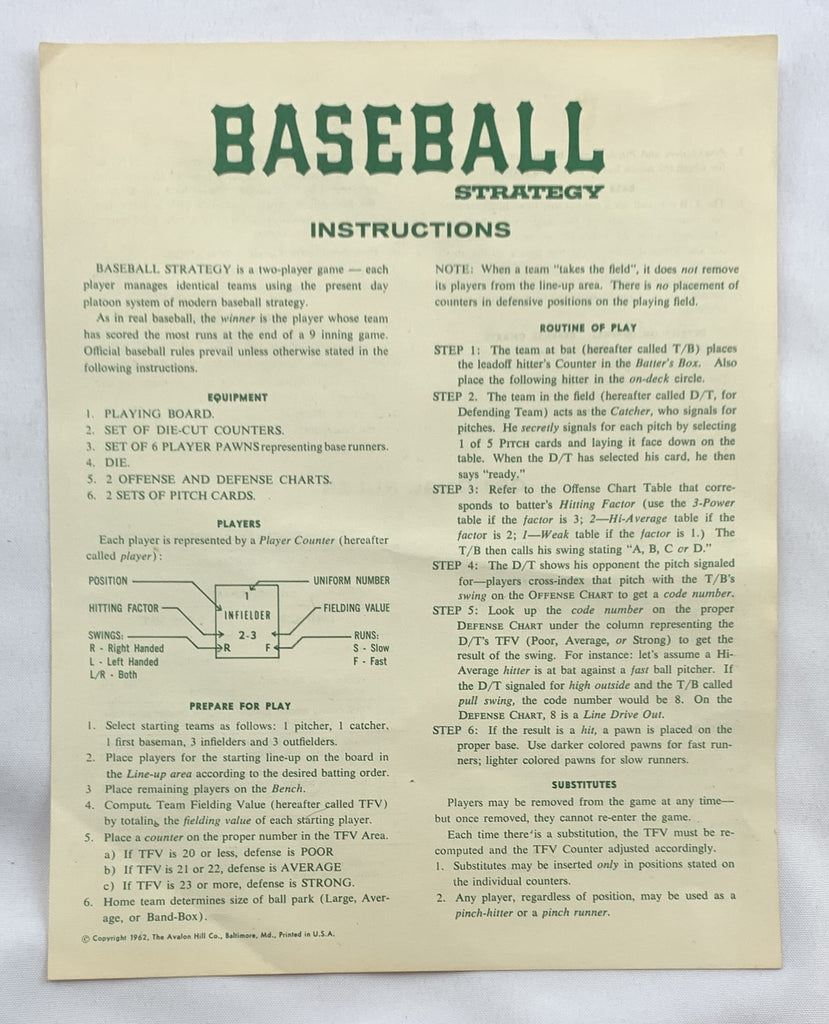 BASEBALL
STRATEGY
INSTRUCTIONS
BASEBALL STRATEGY is a two-player game — each
player manages identical teams using the present day
platoon system of modern baseball strategy.
As in real baseball, the winner is the player whose team
has scored the most runs at the end of a 9 inning game.
Official baseball rules prevail unless otherwise stated in the
following instructions.
EQUIPMENT
1. PLAYING BOARD.
2. SET OF DIE-CUT COUNTERS.
3. SET OF 6 PLAYER PAWNS representing base runners.
4. DIE.
5. 2 OFFENSE AND DEFENSE CHARTS.
6. 2 SETS OF PITCH CARDS.
PLAYERS
Each player is represented by a Player Counter (hereafter
called player):
POSITION
HITTING FACTOR
SWINGS:
R - Right Handed
L - Left Handed
L/R - Both
1
INFIELDER
2-3
R F
UNIFORM NUMBER
FIELDING VALUE
RUNS:
S - Slow
F - Fast
PREPARE FOR PLAY
1. Select starting teams as follows: 1 pitcher, 1 catcher,
1 first baseman, 3 infielders and 3 outfielders.
2. Place players for the starting line-up on the board in
the Line-up area according to the desired batting order.
3 Place remaining players on the Bench.
4. Compute Team Fielding Value (hereafter called TFV)
by totaling the fielding value of each starting player.
5. Place a counter on the proper number in the TFV Area.
a) If TFV is 20 or less, defense is POOR
b) If TFV is 21 or 22, defense is AVERAGE
c) If TFV is 23 or more, defense is STRONG.
6. Home team determines size of ball park (Large, Aver-
age, or Band-Box).
© Copyright 1962, The Avalon Hill Co., Baltimore, Md., Printed in U.S.A.
NOTE: When a team "takes the field", it does not remove
its players from the line-up area. There is no placement of
counters in defensive positions on the playing field.
ROUTINE OF PLAY
STEP 1: The team at bat (hereafter called T/B) places
the leadoff hitter's Counter in the Batter's Box. Also
place the following hitter in the on-deck circle.
STEP 2. The team in the field (hereafter called D/T, for
Defending Team) acts as the Catcher, who signals for
pitches. He secretly signals for each pitch by selecting
1 of 5 PITCH cards and laying it face down on the
table. When the D/T has selected his card, he then
says "ready."
STEP 3: Refer to the Offense Chart Table that corre-
sponds to batter's Hitting Factor (use the 3-Power
table if the factor is 3; 2—Hi-Average table if the
factor is 2; 1—Weak table if the factor is 1.) The
T/B then calls his swing stating "A, B, C or D."
STEP 4: The D/T shows his opponent the pitch signaled
for—players cross-index that pitch with the T/B's
swing on the OFFENSE CHART to get a code number.
STEP 5: Look up the code number on the proper
DEFENSE CHART under the column representing the
D/T's TFV (Poor, Average, or Strong) to get the
result of the swing. For instance: let's assume a Hi-
Average hitter is at bat against a fast ball pitcher. If
the D/T signaled for high outside and the T/B called
pull swing, the code number would be 8. On the
DEFENSE CHART, 8 is a Line Drive Out.
STEP 6: If the result is a hit, a pawn is placed on the
proper base. Use darker colored pawns for fast run-
ners; lighter colored pawns for slow runners.
SUBSTITUTES
Players may be removed from the game at any time—
but once removed, they cannot re-enter the game.
Each time there is a substitution, the TFV must be re-
computed and the TFV Counter adjusted accordingly.
1. Substitutes may be inserted only in positions stated on
the individual counters.
2. Any player, regardless of position, may be used as a
pinch-hitter or a pinch runner.